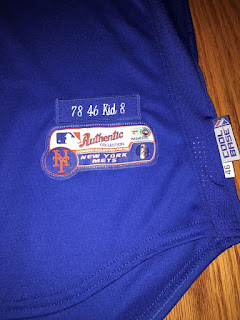 78 46 Kid 8
Authentic
COLLECTION
NEW YORK
METS
NY
COOL
BASE
46